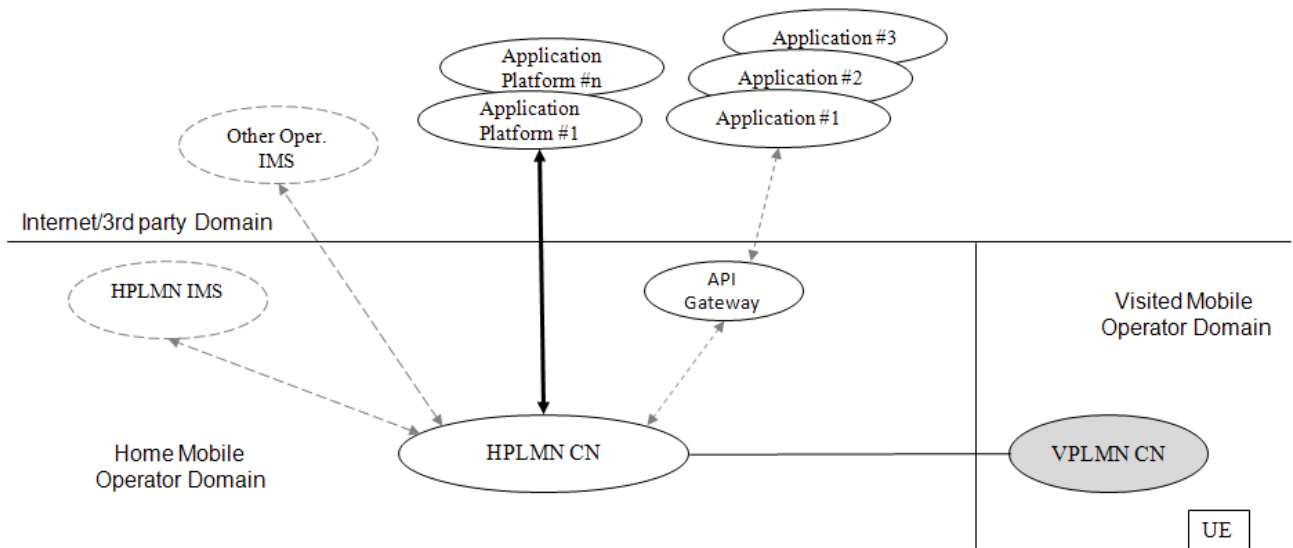 Application #3
Application
Platform #n
Application #2
Application
Platform #1
Application #1
Other Oper.
IMS
Internet/3rd party Domain
HPLMN IMS
API
Gateway
Visited Mobile
Operator Domain
Home Mobile
Operator Domain
HPLMN CN
VPLMN CN
UE